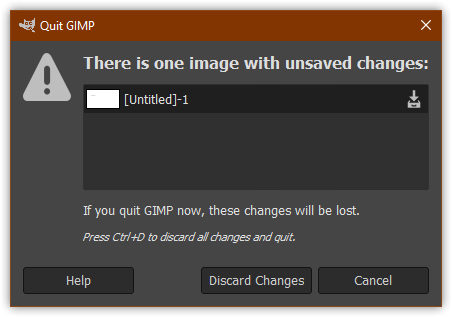 Quit GIMP
There is one image with unsaved changes:
[Untitled]-1
If you quit GIMP now, these changes will be lost.
Press Ctrl+D to discard all changes and quit.
Help
Discard Changes
Cancel